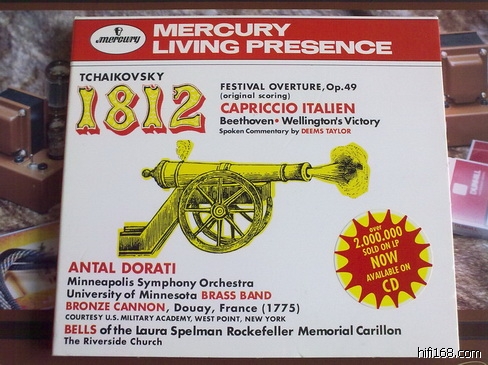 mercury
MERCURY
LIVING PRESENCE
TCHAIKOVSKY
1812
FESTIVAL OVERTURE, Op.49
(original scoring)
CAPRICCIO ITALIEN
Beethoven • Wellington's Victory
Spoken Commentary by DEEMS TAYLOR
over
2,000,000
SOLD ON LP
NOW
AVAILABLE ON
CD
ANTAL DORATI
Minneapolis Symphony Orchestra
University of Minnesota BRASS BAND
BRONZE CANNON, Douay, France (1775)
COURTESY U.S. MILITARY ACADEMY, WEST POINT, NEW YORK
BELLS of the Laura Spelman Rockefeller Memorial Carillon
The Riverside Church
hifi168.com